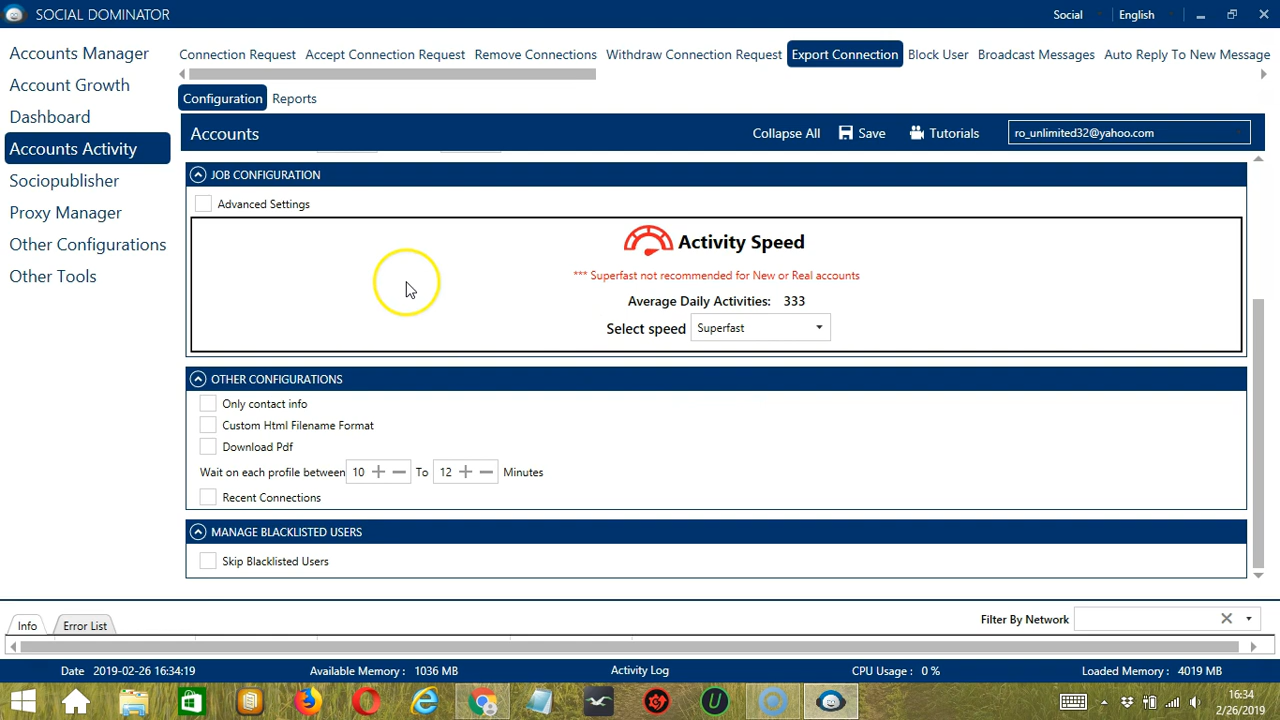 SOCIAL DOMINATOR
Social English
Accounts Manager
Account Growth
Dashboard
Accounts Activity
Sociopublisher
Proxy Manager
Other Configurations
Other Tools
Connection Request Accept Connection Request Remove Connections Withdraw Connection Request Export Connection Block User Broadcast Messages Auto Reply To New Message
Configuration Reports
Accounts Collapse All Save Tutorials ro_unlimited32@yahoo.com
JOB CONFIGURATION
Advanced Settings
Activity Speed
*** Superfast not recommended for New or Real accounts
Average Daily Activities: 333
Select speed Superfast
OTHER CONFIGURATIONS
Only contact info
Custom Html Filename Format
Download Pdf
Wait on each profile between 10 To 12 Minutes
Recent Connections
MANAGE BLACKLISTED USERS
Skip Blacklisted Users
Info Error List Filter By Network
Date 2019-02-26 16:34:19 Available Memory : 1036 MB Activity Log CPU Usage : 0 % Loaded Memory : 4019 MB
16:34
2/26/2019